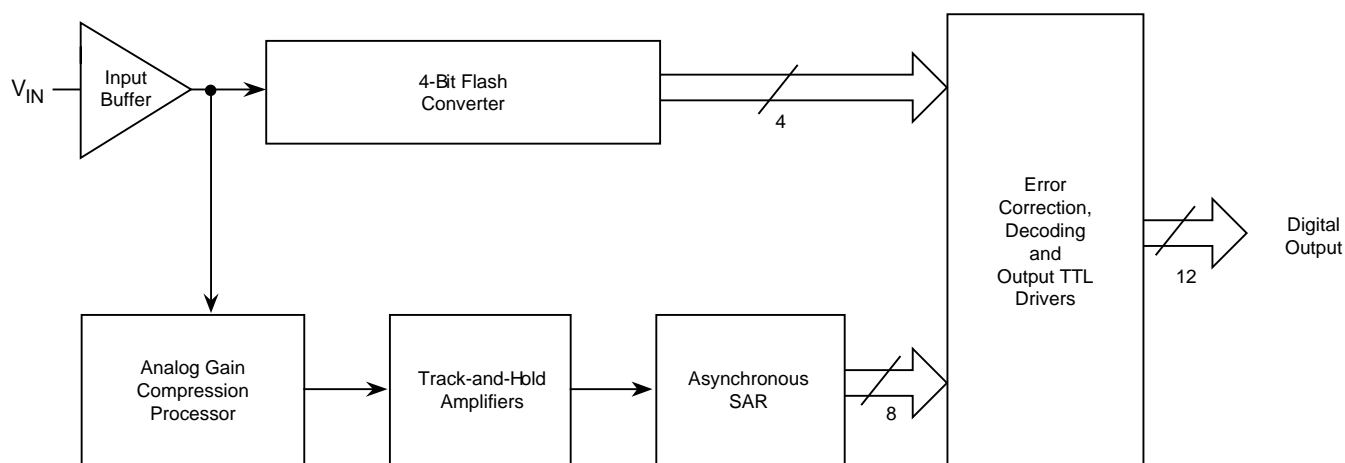 V_IN
Input
Buffer
4-Bit Flash
Converter
4
Error
Correction,
Decoding
and
Output TTL
Drivers
12
Digital
Output
Analog Gain
Compression
Processor
Track-and-Hold
Amplifiers
Asynchronous
SAR
8